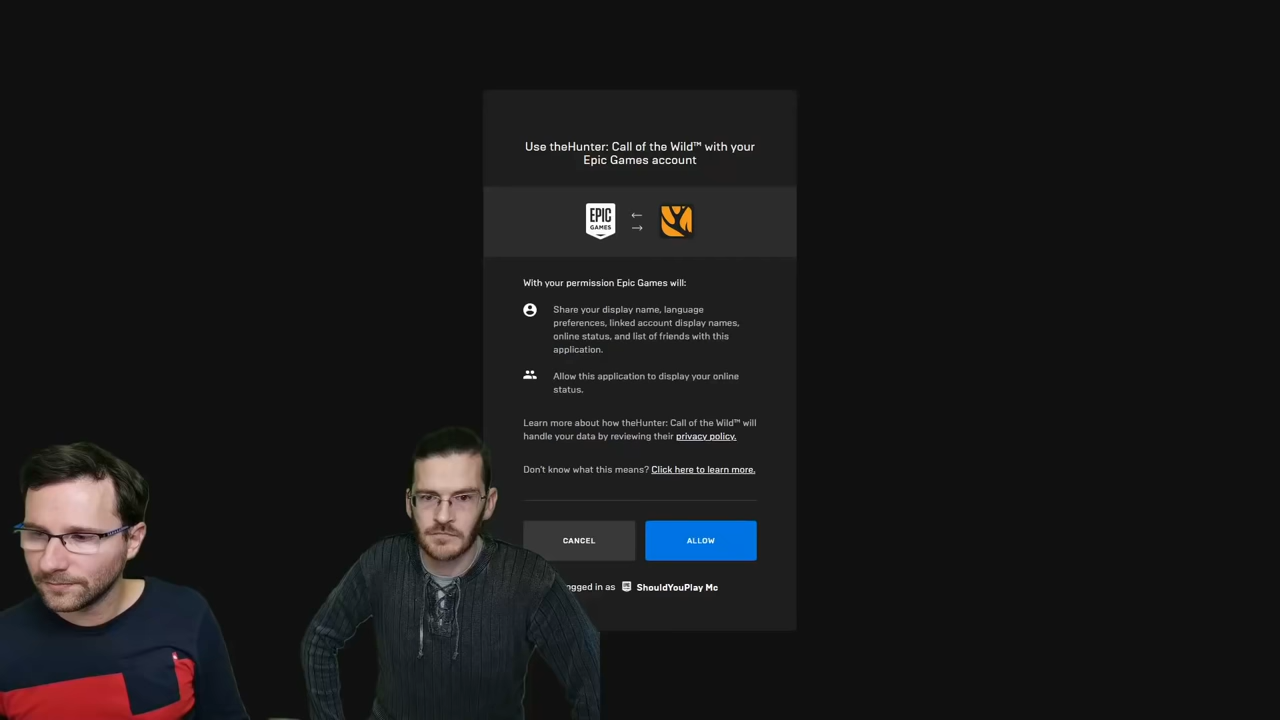 Use theHunter: Call of the Wild™ with your
Epic Games account
EPIC
GAMES
With your permission Epic Games will:
Share your display name, language
preferences, linked account display names,
online status, and list of friends with this
application.
Allow this application to display your online
status.
Learn more about how theHunter: Call of the Wild™ will
handle your data by reviewing their privacy policy.
Don't know what this means? Click here to learn more.
CANCEL
ALLOW
ogged in as EPIC ShouldYouPlay Mc